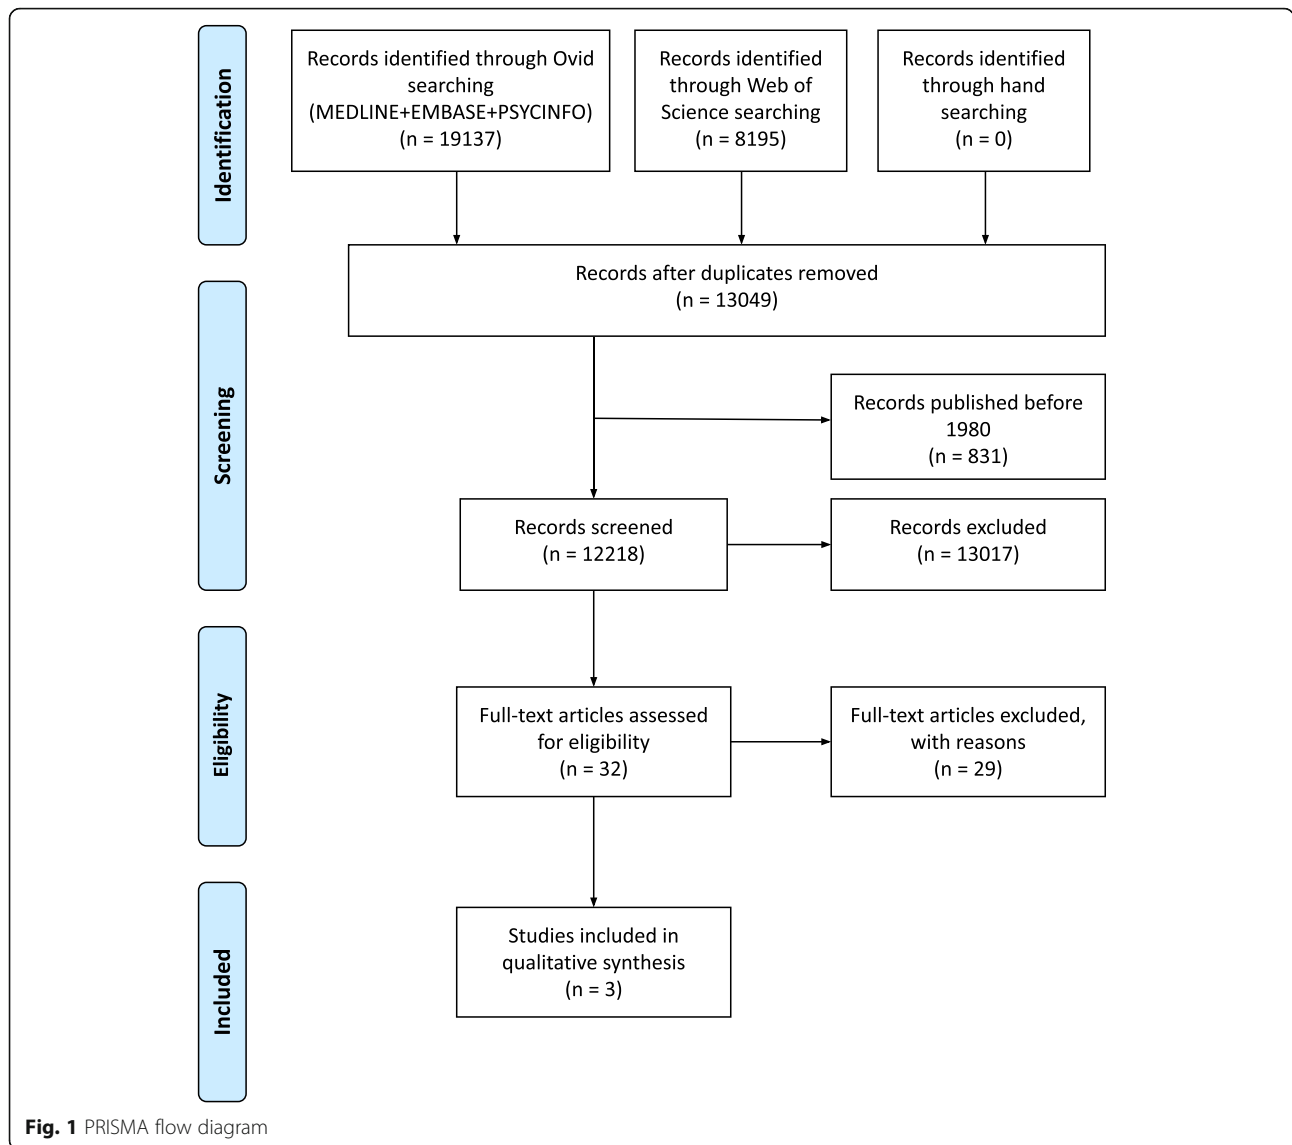 Identification
Records identified through Ovid
searching
(MEDLINE+EMBASE+PSYCINFO)
(n = 19137)
Records identified
through Web of
Science searching
(n = 8195)
Records identified
through hand
searching
(n = 0)
Records after duplicates removed
(n = 13049)
Screening
Records published before
1980
(n = 831)
Records screened
(n = 12218)
Records excluded
(n = 13017)
Eligibility
Full-text articles assessed
for eligibility
(n = 32)
Full-text articles excluded,
with reasons
(n = 29)
Included
Studies included in
qualitative synthesis
(n = 3)
Fig. 1 PRISMA flow diagram